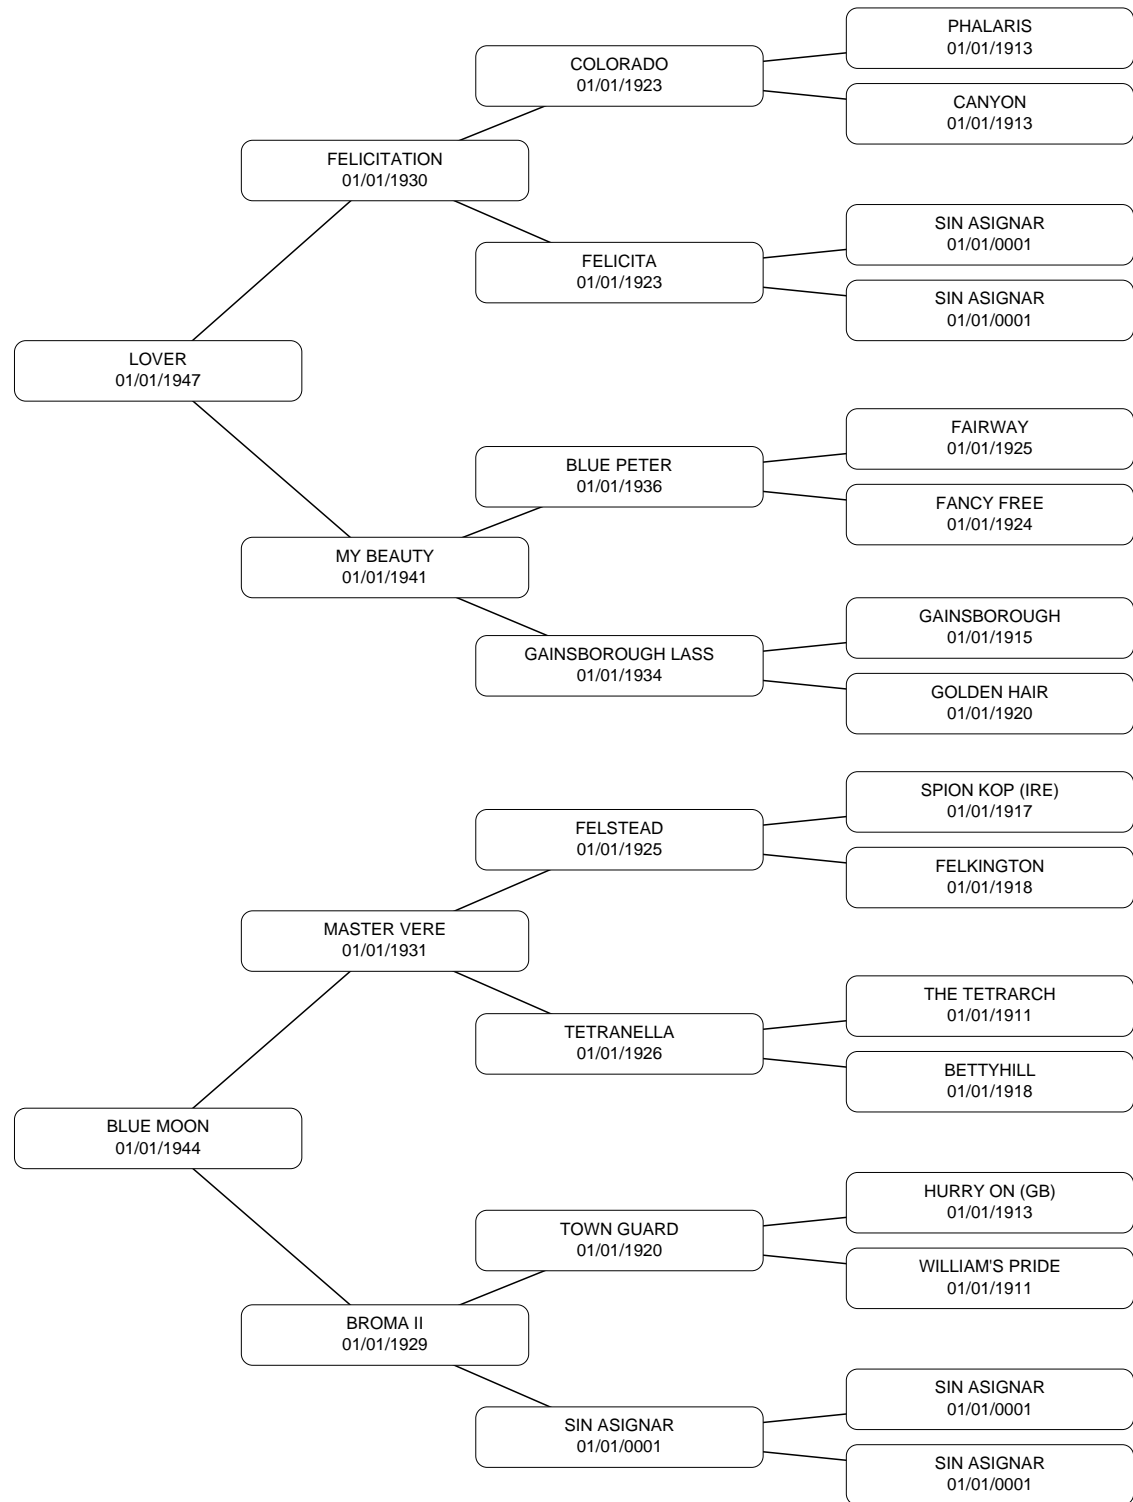 PHALARIS
01/01/1913
COLORADO
01/01/1923
CANYON
01/01/1913
FELICITATION
01/01/1930
SIN ASIGNAR
01/01/0001
FELICITA
01/01/1923
SIN ASIGNAR
01/01/0001
LOVER
01/01/1947
FAIRWAY
01/01/1925
BLUE PETER
01/01/1936
FANCY FREE
01/01/1924
MY BEAUTY
01/01/1941
GAINSBOROUGH
01/01/1915
GAINSBOROUGH LASS
01/01/1934
GOLDEN HAIR
01/01/1920
SPION KOP (IRE)
01/01/1917
FELSTEAD
01/01/1925
FELKINGTON
01/01/1918
MASTER VERE
01/01/1931
THE TETRARCH
01/01/1911
TETRANELLA
01/01/1926
BETTYHILL
01/01/1918
BLUE MOON
01/01/1944
HURRY ON (GB)
01/01/1913
TOWN GUARD
01/01/1920
WILLIAM'S PRIDE
01/01/1911
BROMA II
01/01/1929
SIN ASIGNAR
01/01/0001
SIN ASIGNAR
01/01/0001
SIN ASIGNAR
01/01/0001